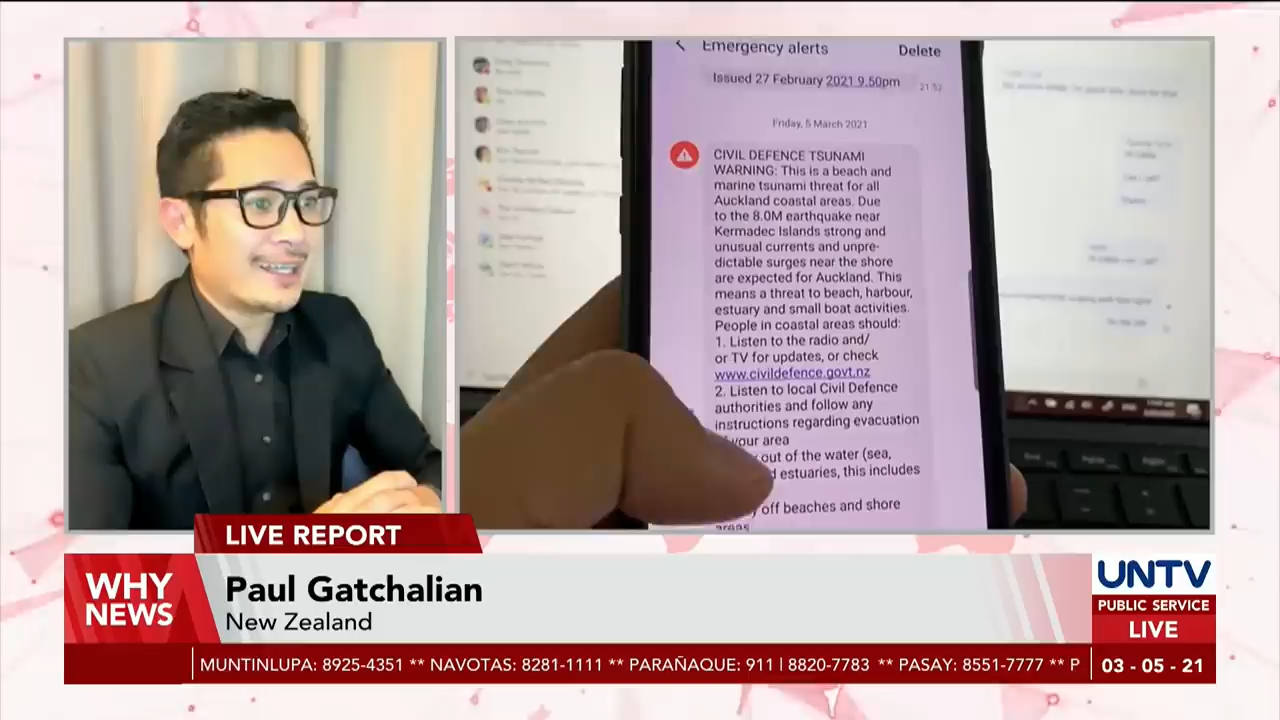 Emergency alerts
Delete
Issued 27 February 2021 9.50pm
21:52
Friday, 5 March 2021
CIVIL DEFENCE TSUNAMI
WARNING: This is a beach and
marine tsunami threat for all
Auckland coastal areas. Due
to the 8.0M earthquake near
Kermadec Islands strong and
unusual currents and unpre-
dictable surges near the shore
are expected for Auckland. This
means a threat to beach, harbour,
estuary and small boat activities.
People in coastal areas should:
1. Listen to the radio and/
or TV for updates, or check
www.civildefence.govt.nz
2. Listen to local Civil Defence
authorities and follow any
instructions regarding evacuation
your area
out of the water (sea,
estuaries, this includes
off beaches and shore
areas
LIVE REPORT
WHY
NEWS
Paul Gatchalian
New Zealand
UNTV
PUBLIC SERVICE
LIVE
MUNTINLUPA: 8925-4351 ** NAVOTAS: 8281-1111 ** PARAÑAQUE: 911 | 8820-7783 ** PASAY: 8551-7777 ** P
03 - 05 - 21